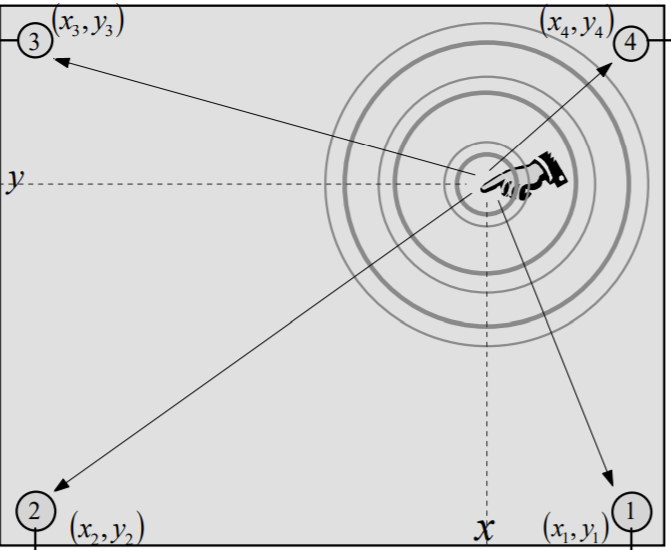 3 (x₃, y₃) (x₄, y₄) 4
y
2 (x₂, y₂) x (x₁, y₁) 1